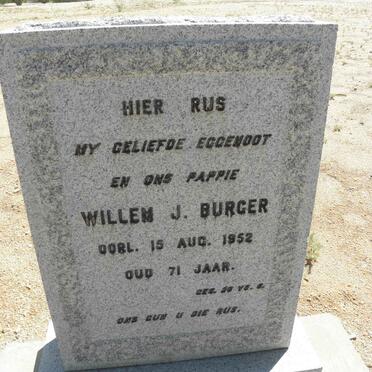 HIER RUS
MY GELIEFDE EGGENOOT
EN ONS PAPPIE
WILLEM J. BURGER
OORL. 15 AUG. 1952
OUD 71 JAAR.
GES.
ONS GUN U DIE RUS.